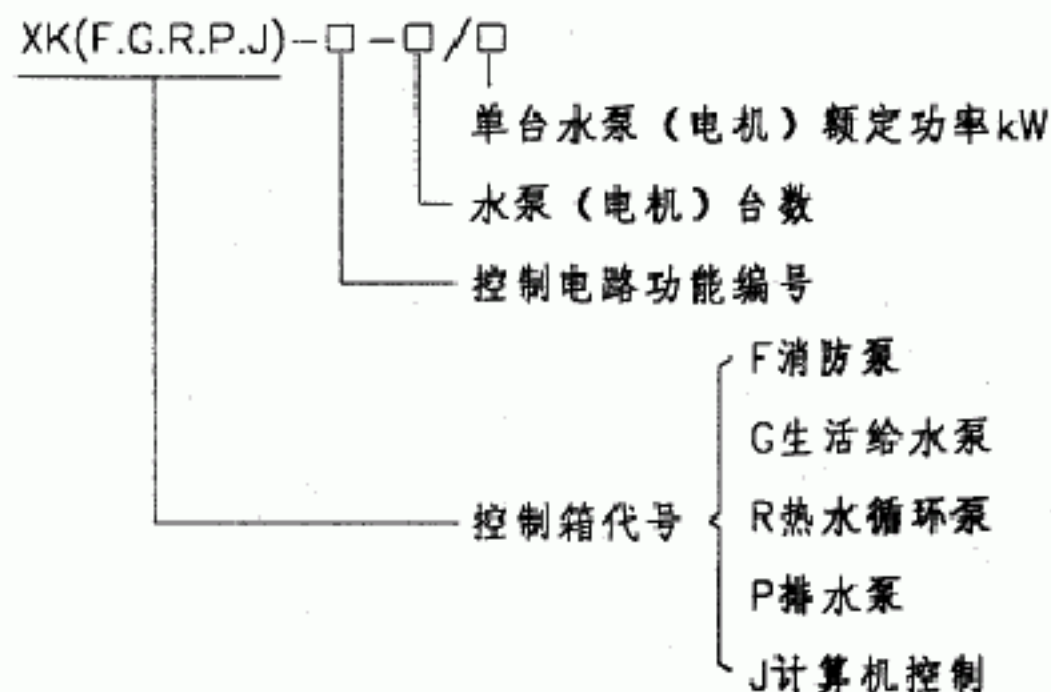 XK(F.G.R.P.J)-□-□/□
单台水泵（电机）额定功率kW
水泵（电机）台数
控制电路功能编号
F消防泵
G生活给水泵
控制箱代号
R热水循环泵
P排水泵
J计算机控制